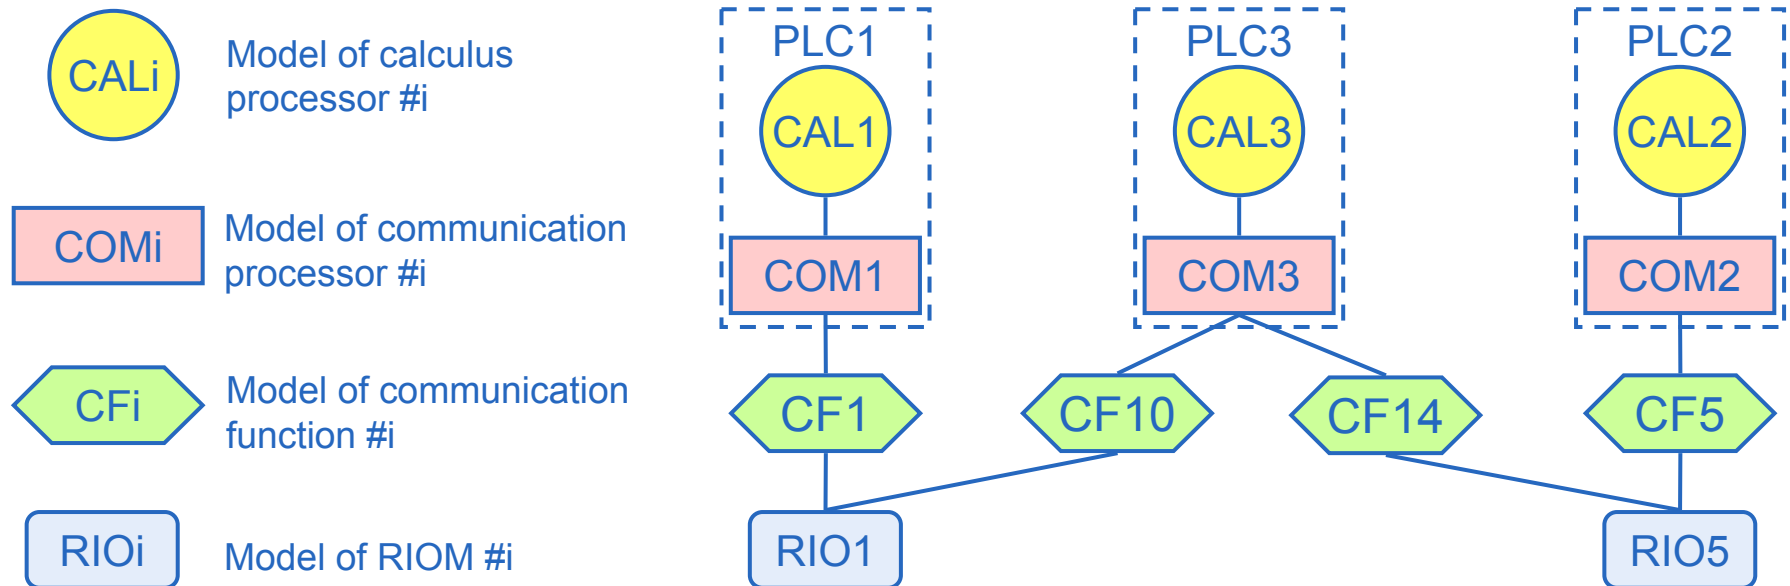 CALi
Model of calculus
processor #i
COMi
Model of communication
processor #i
CFi
Model of communication
function #i
RIOi
Model of RIOM #i
PLC1
PLC3
PLC2
CAL1
CAL3
CAL2
COM1
COM3
COM2
CF1
CF10
CF14
CF5
RIO1
RIO5